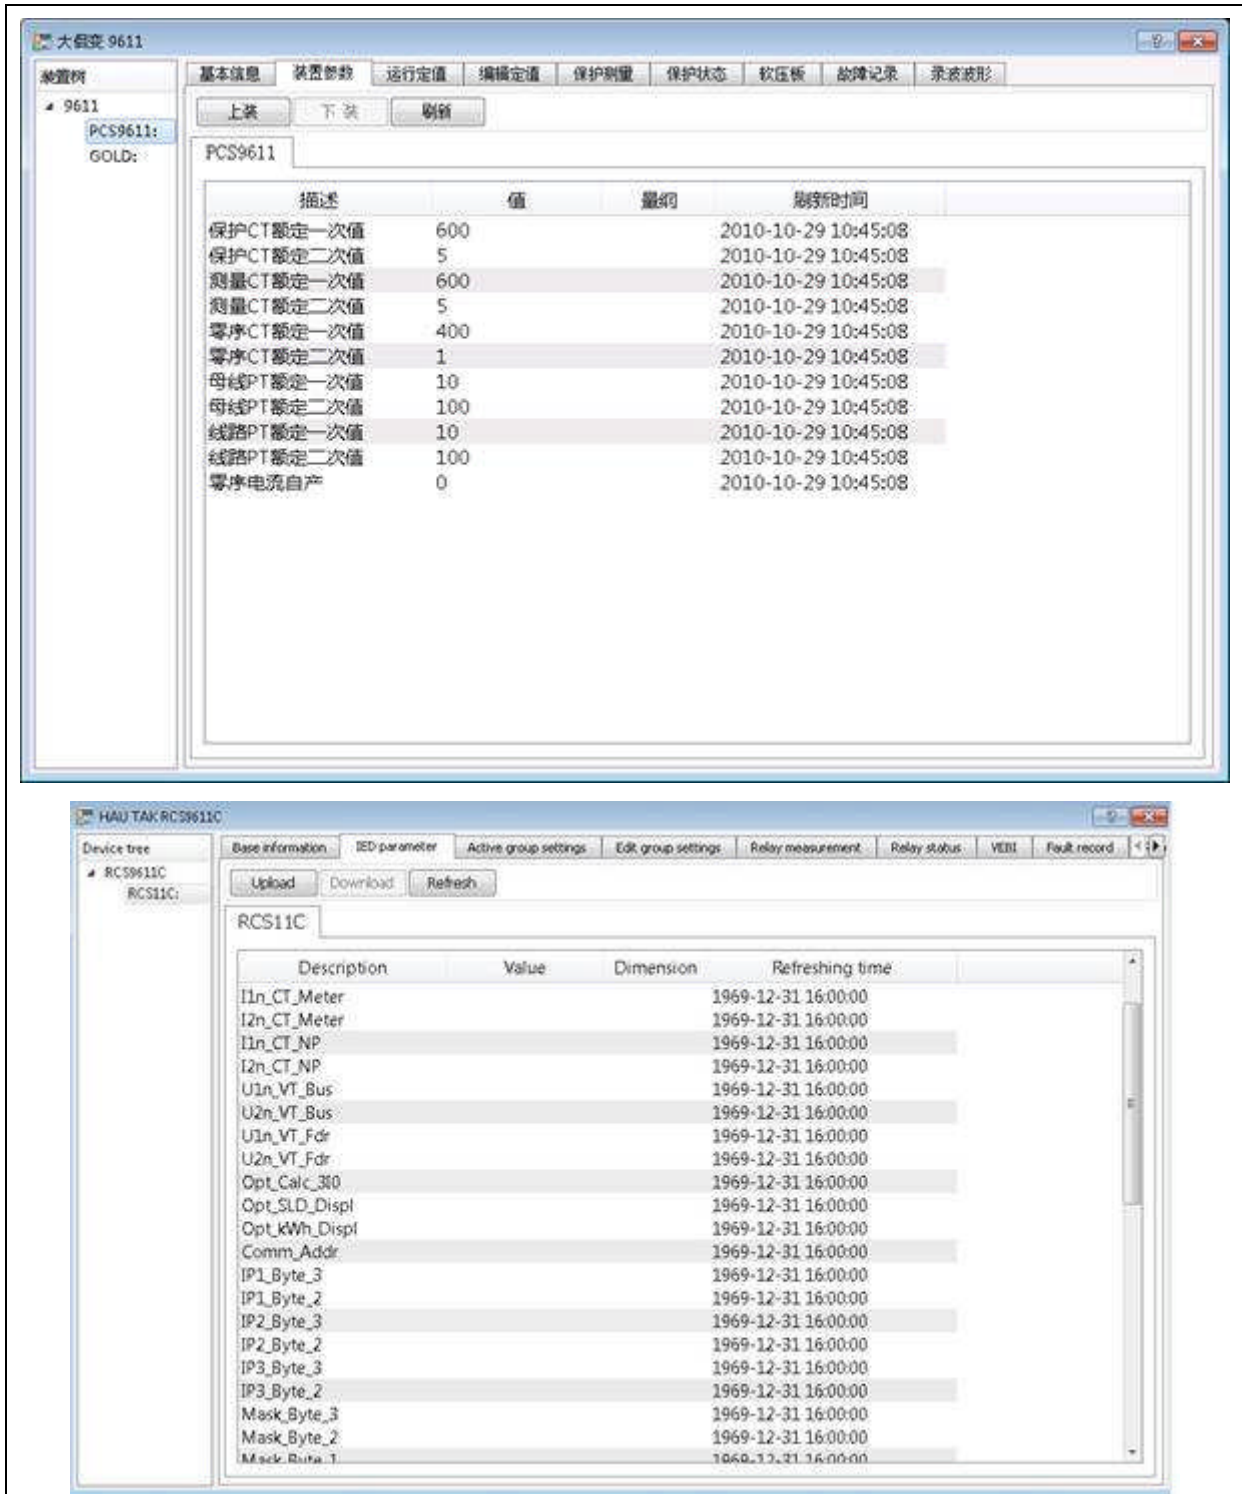 大倡变 9611
装置树
基本信息 装置参数 运行定值 编辑定值 保护测量 保护状态 软压板 故障记录 录波波形
9611
PCS9611:
GOLD:
上装 下装 刷新
PCS9611
描述 值 量纲 刷新时间
保护CT额定一次值 600 2010-10-29 10:45:08
保护CT额定二次值 5 2010-10-29 10:45:08
测量CT额定一次值 600 2010-10-29 10:45:08
测量CT额定二次值 5 2010-10-29 10:45:08
零序CT额定一次值 400 2010-10-29 10:45:08
零序CT额定二次值 1 2010-10-29 10:45:08
母线PT额定一次值 10 2010-10-29 10:45:08
母线PT额定二次值 100 2010-10-29 10:45:08
线路PT额定一次值 10 2010-10-29 10:45:08
线路PT额定二次值 100 2010-10-29 10:45:08
零序电流自产 0 2010-10-29 10:45:08
HAU TAK RCS9611C
Device tree
Base information IED parameter Active group settings Edit group settings Relay measurement Relay status VEBI Fault record
RCS9611C
RCS11C:
Upload Download Refresh
RCS11C
Description Value Dimension Refreshing time
I1n_CT_Meter 1969-12-31 16:00:00
I2n_CT_Meter 1969-12-31 16:00:00
I1n_CT_NP 1969-12-31 16:00:00
I2n_CT_NP 1969-12-31 16:00:00
U1n_VT_Bus 1969-12-31 16:00:00
U2n_VT_Bus 1969-12-31 16:00:00
U1n_VT_Fdr 1969-12-31 16:00:00
U2n_VT_Fdr 1969-12-31 16:00:00
Opt_Calc_3I0 1969-12-31 16:00:00
Opt_SLD_Displ 1969-12-31 16:00:00
Opt_kWh_Displ 1969-12-31 16:00:00
Comm_Addr 1969-12-31 16:00:00
IP1_Byte_3 1969-12-31 16:00:00
IP1_Byte_2 1969-12-31 16:00:00
IP2_Byte_3 1969-12-31 16:00:00
IP2_Byte_2 1969-12-31 16:00:00
IP3_Byte_3 1969-12-31 16:00:00
IP3_Byte_2 1969-12-31 16:00:00
Mask_Byte_3 1969-12-31 16:00:00
Mask_Byte_2 1969-12-31 16:00:00
Mask_Byte_1 1969-12-31 16:00:00